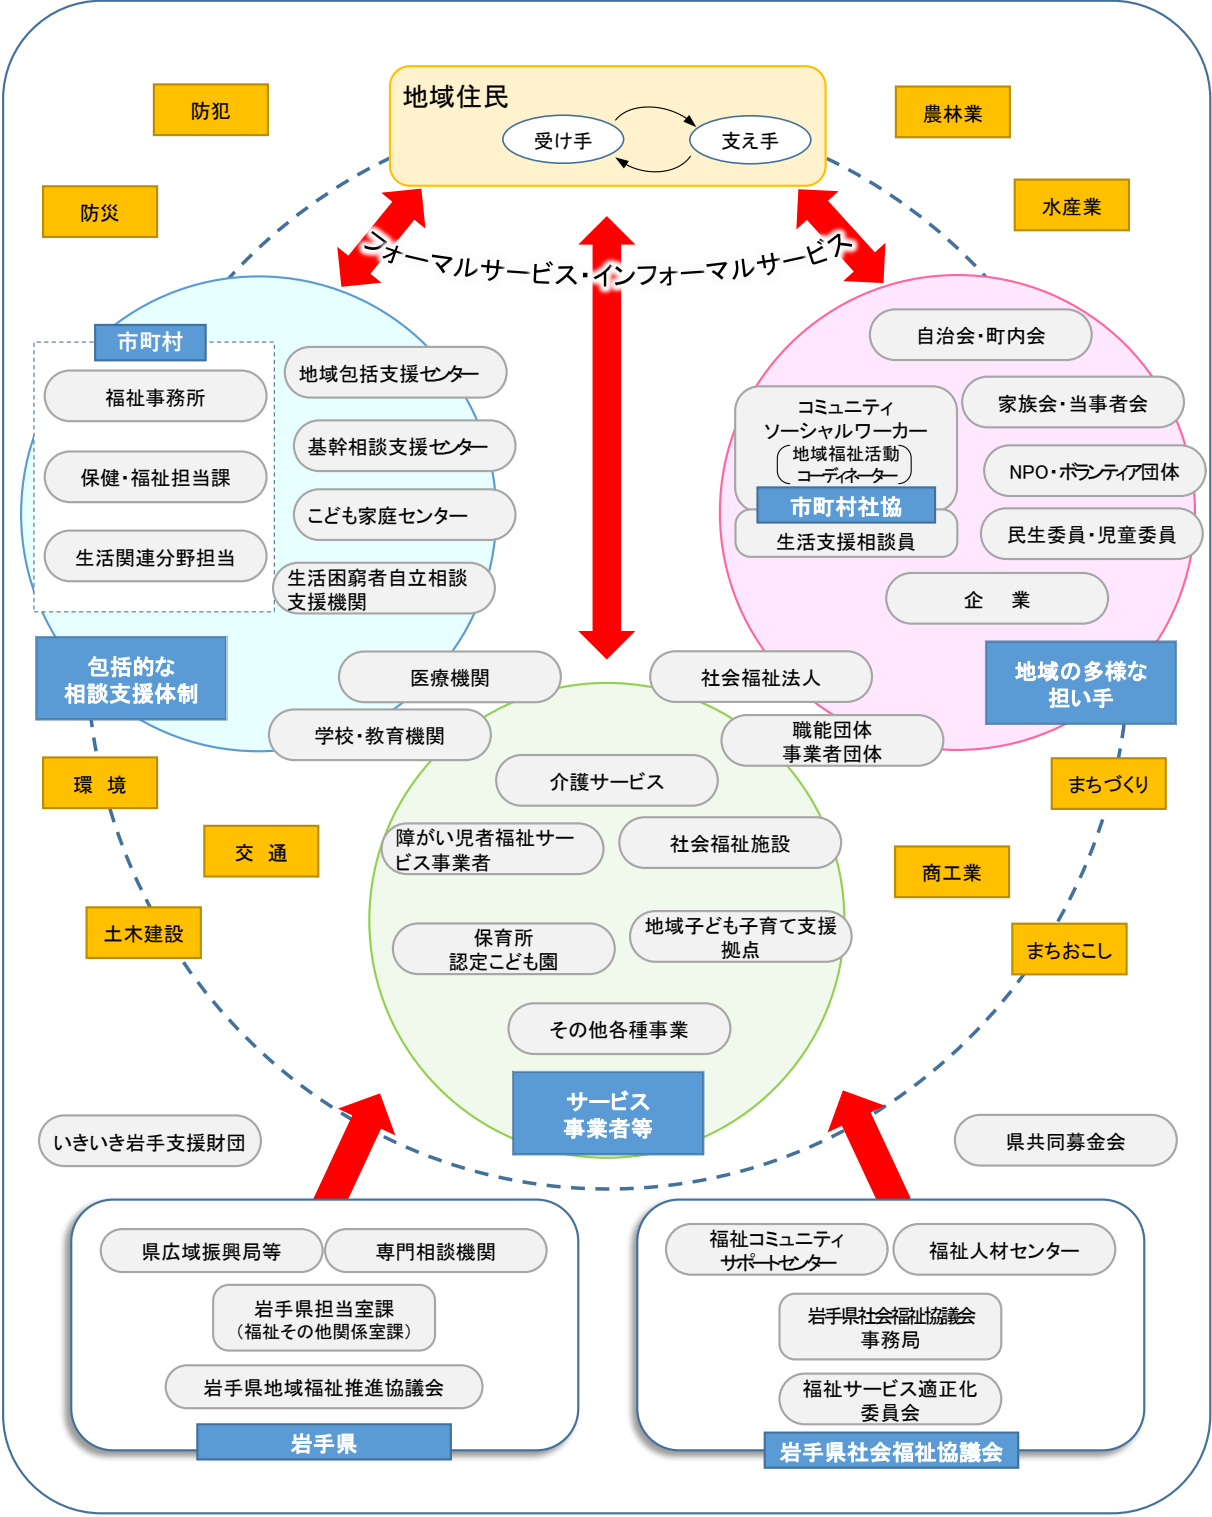 地域住民
受け手
支え手
防犯
防災
農林業
水産業
フォーマルサービス・インフォーマルサービス
市町村
福祉事務所
保健・福祉担当課
生活関連分野担当
地域包括支援センター
基幹相談支援センター
こども家庭センター
生活困窮者自立相談
支援機関
包括的な
相談支援体制
医療機関
学校・教育機関
自治会・町内会
コミュニティ
ソーシャルワーカー
(地域福祉活動
コーディネーター)
市町村社協
生活支援相談員
家族会・当事者会
NPO・ボランティア団体
民生委員・児童委員
企　業
地域の多様な
担い手
社会福祉法人
職能団体
事業者団体
介護サービス
障がい児者福祉サー
ビス事業者
社会福祉施設
保育所
認定こども園
地域子ども子育て支援
拠点
その他各種事業
サービス
事業者等
環　境
交　通
土木建設
まちづくり
商工業
まちおこし
いきいき岩手支援財団
県共同募金会
県広域振興局等
専門相談機関
岩手県担当室課
(福祉その他関係室課)
岩手県地域福祉推進協議会
岩手県
福祉コミュニティ
サポートセンター
福祉人材センター
岩手県社会福祉協議会
事務局
福祉サービス適正化
委員会
岩手県社会福祉協議会